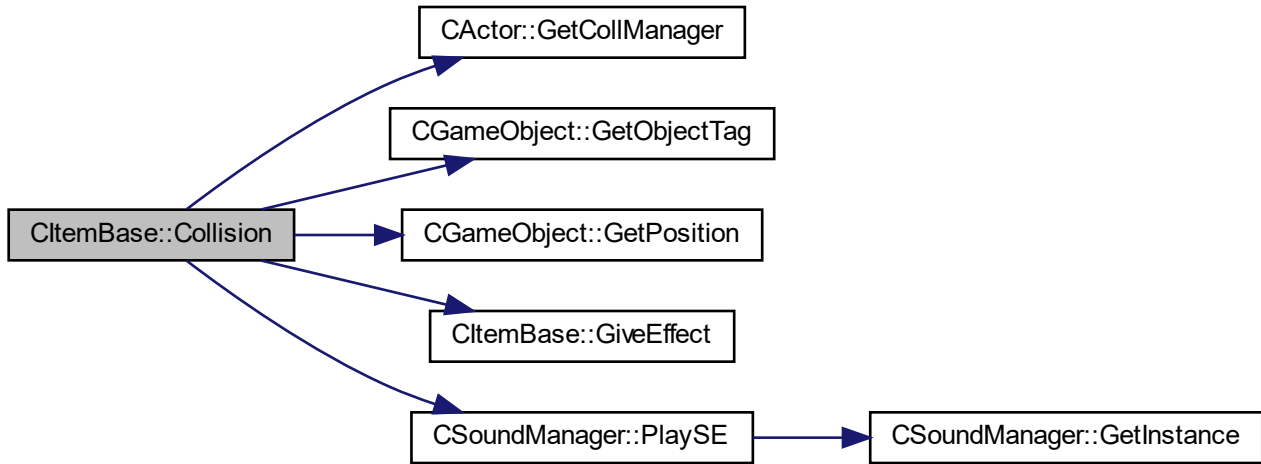 CActor::GetCollManager
CGameObject::GetObjectTag
CItemBase::Collision
CGameObject::GetPosition
CItemBase::GiveEffect
CSoundManager::PlaySE
CSoundManager::GetInstance